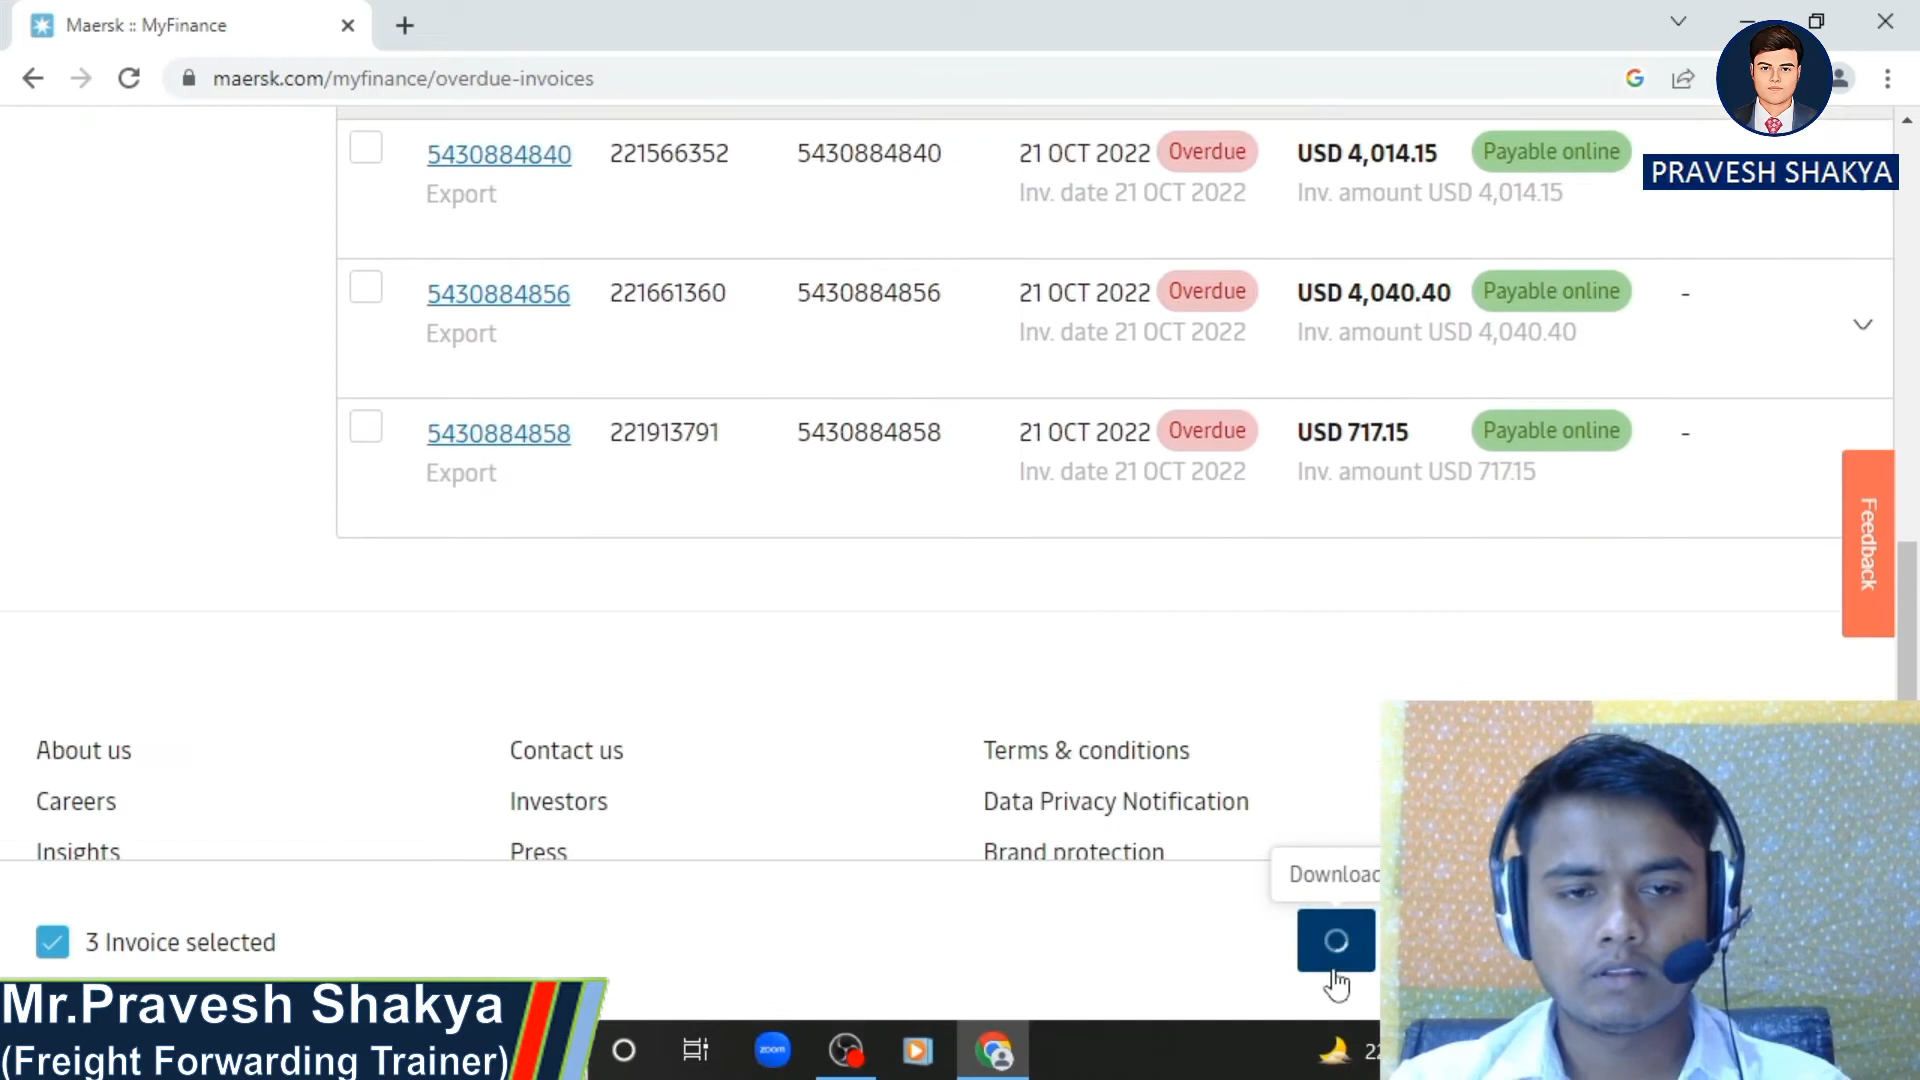 Maersk :: MyFinance
maersk.com/myfinance/overdue-invoices
PRAVESH SHAKYA
5430884840 221566352 5430884840 21 OCT 2022 Overdue USD 4,014.15 Payable online
Export Inv. date 21 OCT 2022 Inv. amount USD 4,014.15
5430884856 221661360 5430884856 21 OCT 2022 Overdue USD 4,040.40 Payable online -
Export Inv. date 21 OCT 2022 Inv. amount USD 4,040.40
5430884858 221913791 5430884858 21 OCT 2022 Overdue USD 717.15 Payable online -
Export Inv. date 21 OCT 2022 Inv. amount USD 717.15
Feedback
About us Contact us Terms & conditions
Careers Investors Data Privacy Notification
Insights Press Brand protection
Download
3 Invoice selected
Mr.Pravesh Shakya
(Freight Forwarding Trainer)
zoom
22